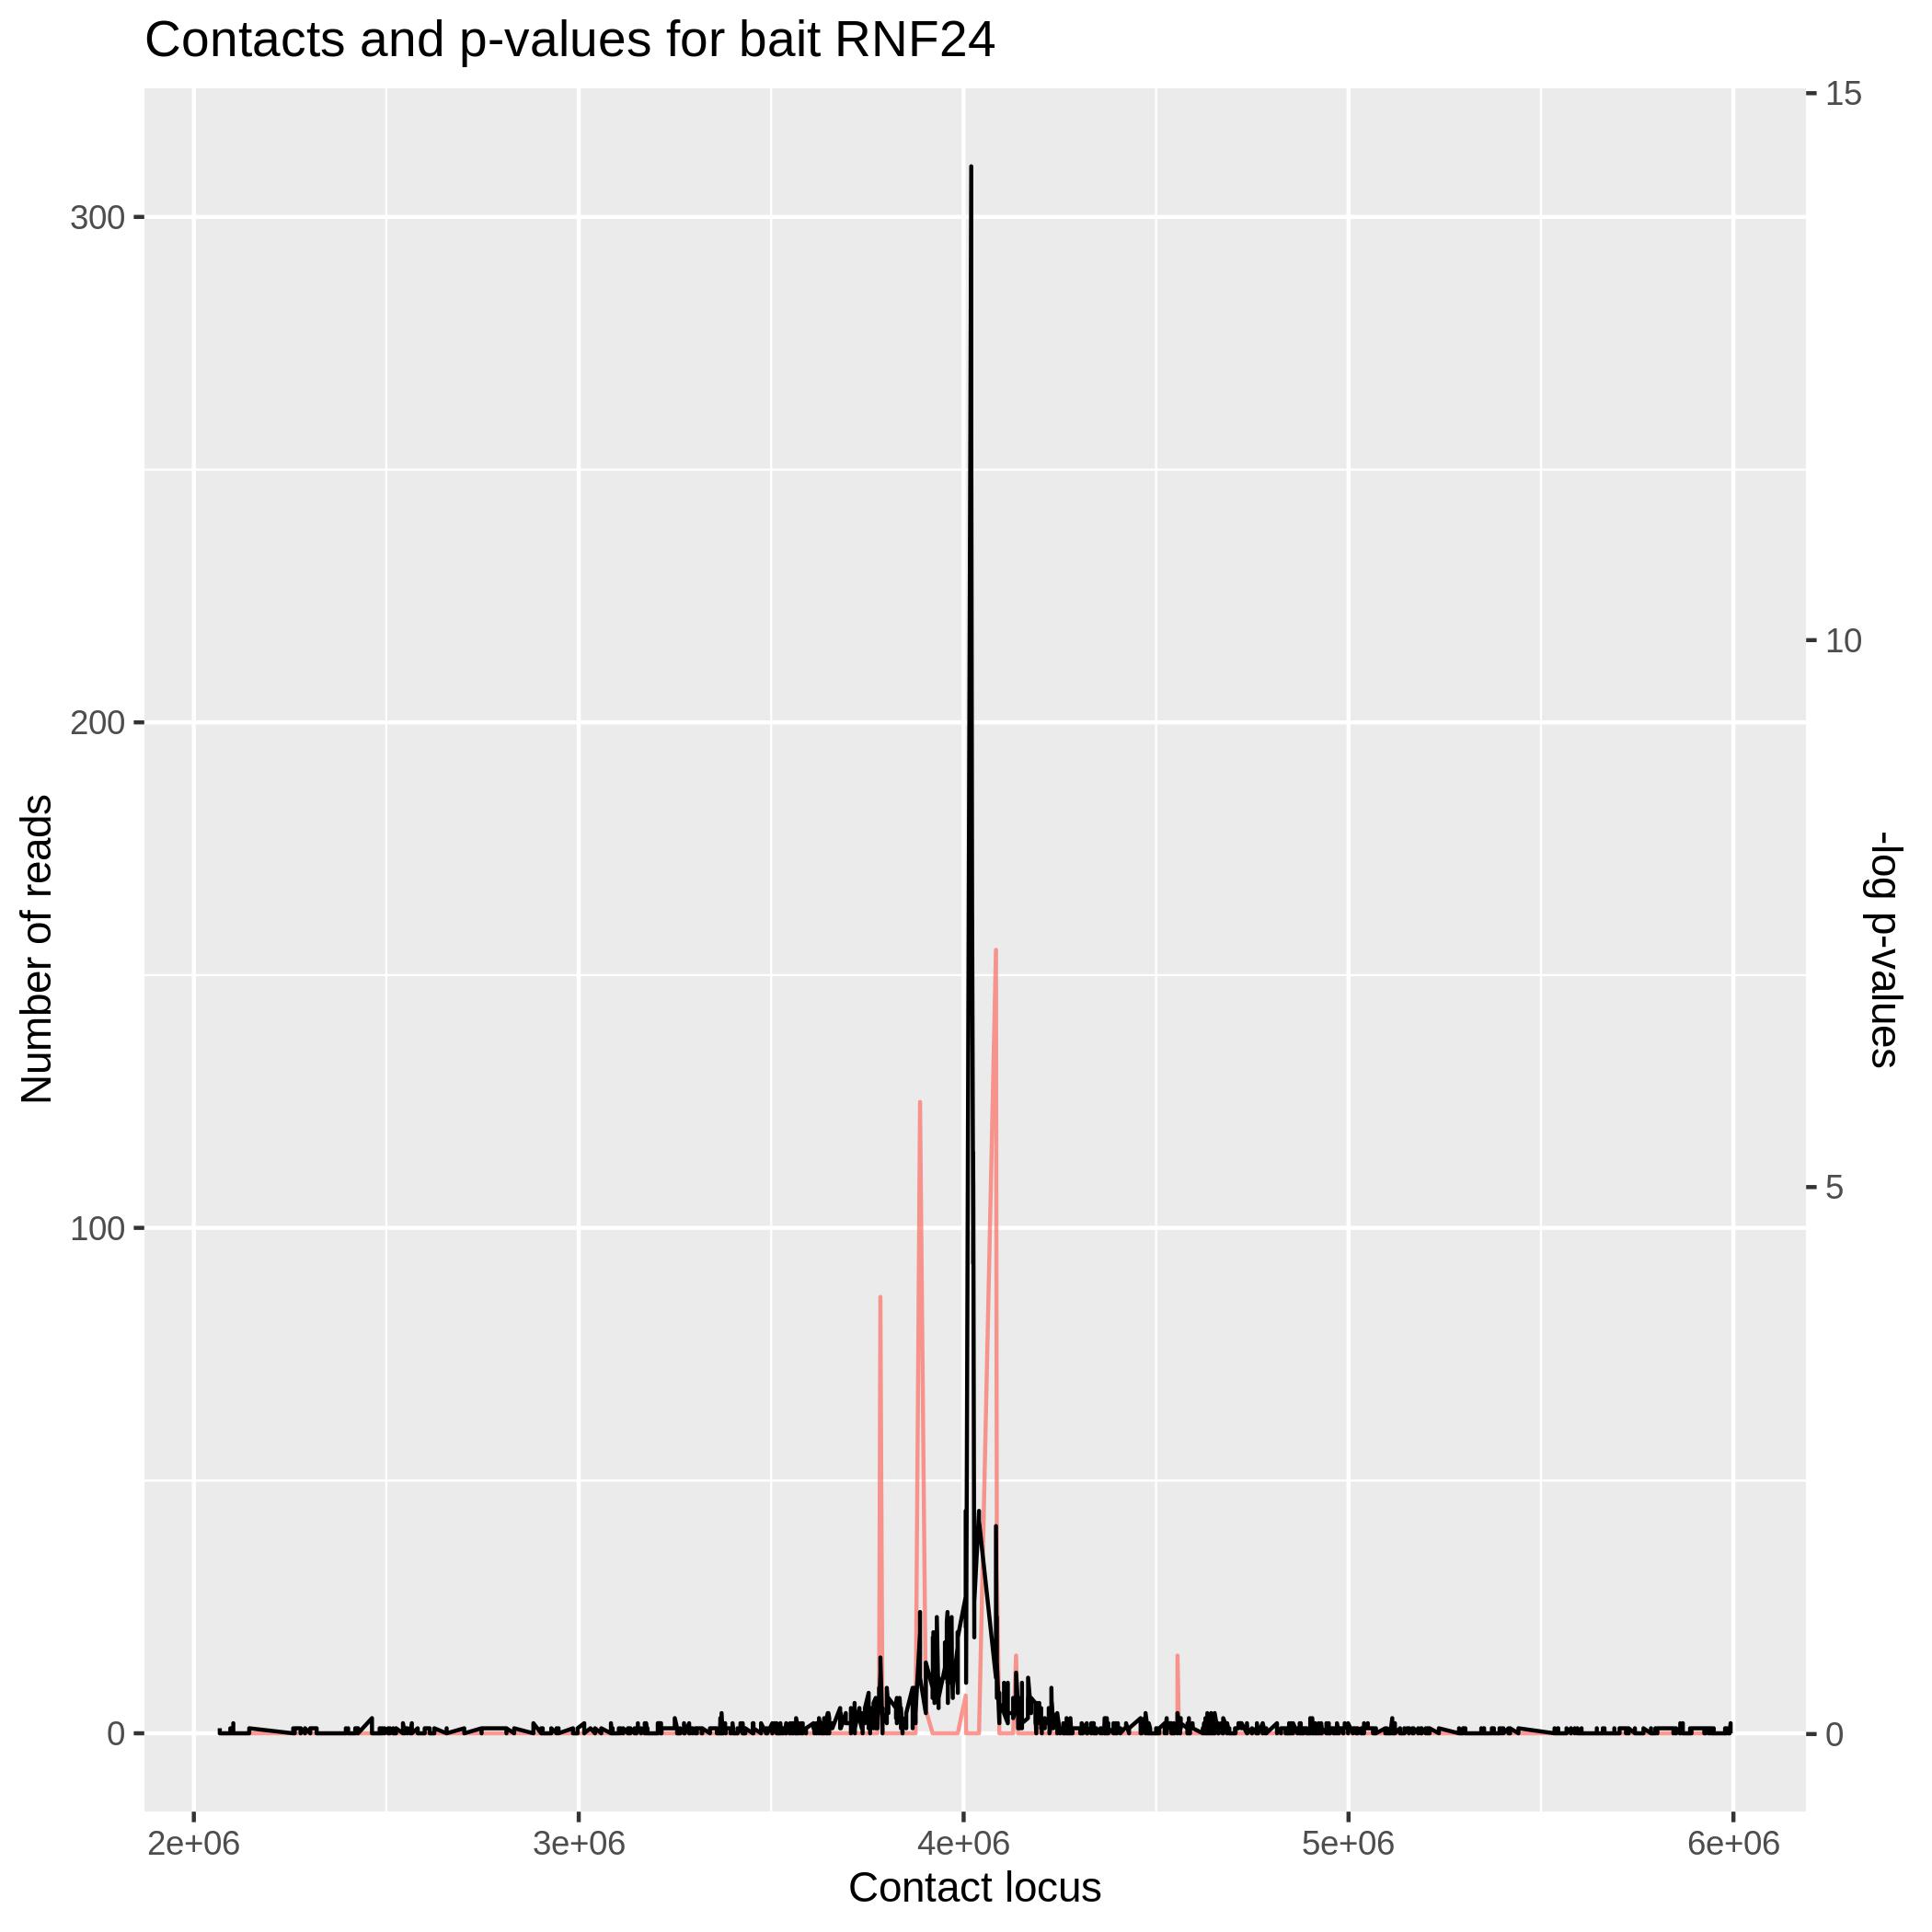 Contacts and p-values for bait RNF24
15
300
10
200
Number of reads
-log p-values
5
100
0
0
2e+06
3e+06
4e+06
5e+06
6e+06
Contact locus